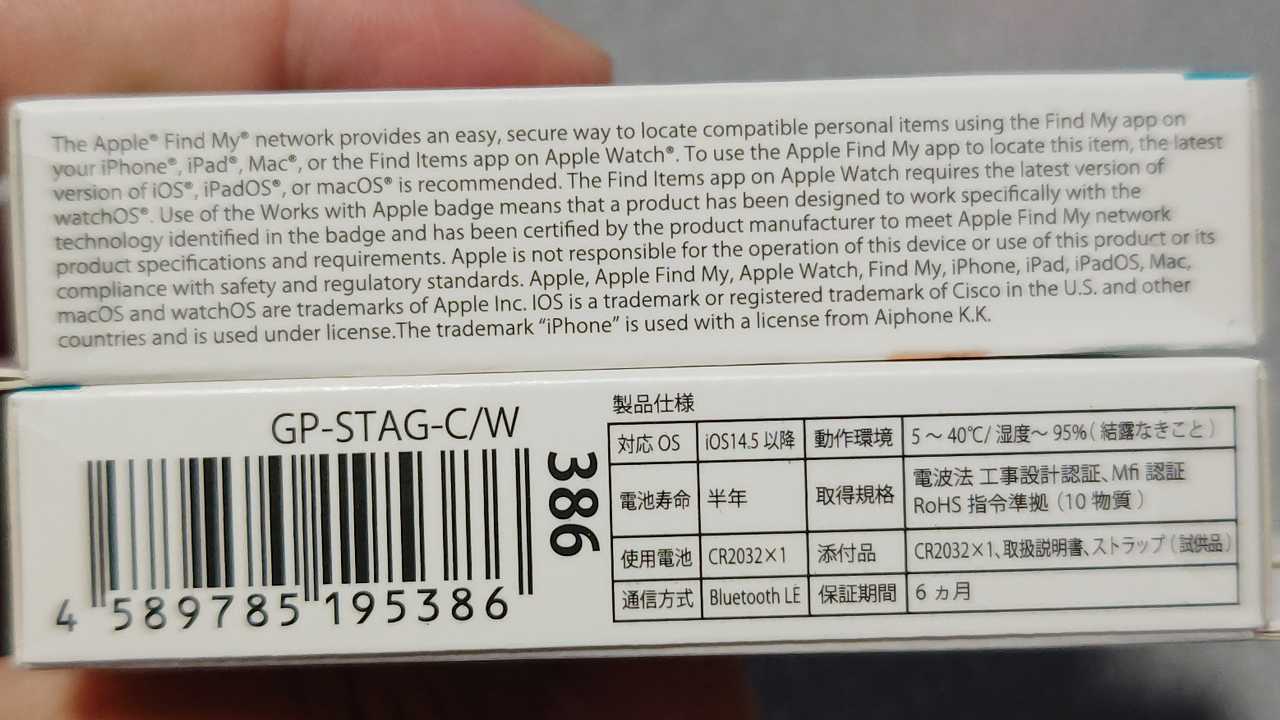 The Apple® Find My® network provides an easy, secure way to locate compatible personal items using the Find My app on
your iPhone®, iPad®, Mac®, or the Find Items app on Apple Watch®. To use the Apple Find My app to locate this item, the latest
version of iOS®, iPadOS®, or macOS® is recommended. The Find Items app on Apple Watch requires the latest version of
watchOS®. Use of the Works with Apple badge means that a product has been designed to work specifically with the
technology identified in the badge and has been certified by the product manufacturer to meet Apple Find My network
product specifications and requirements. Apple is not responsible for the operation of this device or use of this product or its
compliance with safety and regulatory standards. Apple, Apple Find My, Apple Watch, Find My, iPhone, iPad, iPadOS, Mac,
macOS and watchOS are trademarks of Apple Inc. IOS is a trademark or registered trademark of Cisco in the U.S. and other
countries and is used under license.The trademark “iPhone” is used with a license from Aiphone K.K.
GP-STAG-C/W
386
4 589785 195386
製品仕様
対応 OS iOS14.5 以降 動作環境 5 ～ 40℃/ 湿度～ 95%( 結露なきこと )
電池寿命 半年 取得規格 電波法 工事設計認証、Mfi 認証
RoHS 指令準拠（10 物質）
使用電池 CR2032×1 添付品 CR2032×1、取扱説明書、ストラップ（試供品）
通信方式 Bluetooth LE 保証期間 6 ヵ月